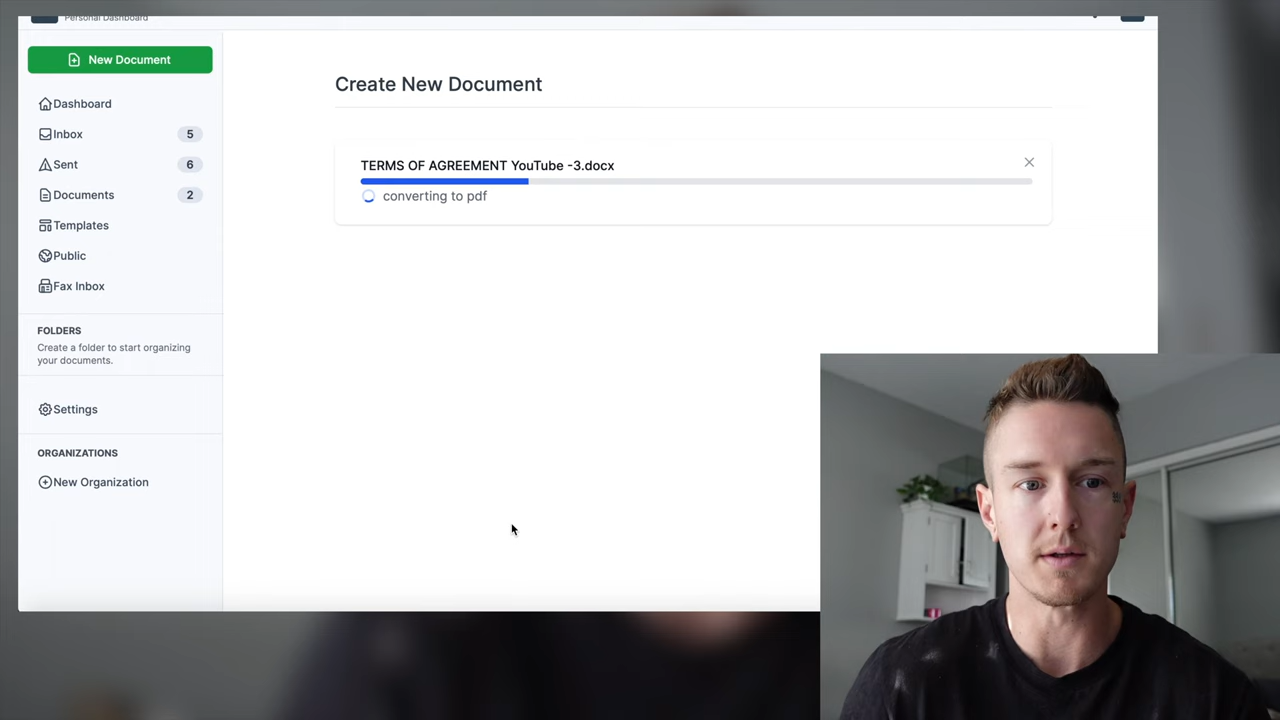 Personal Dashboard
New Document
Dashboard
Inbox 5
Sent 6
Documents 2
Templates
Public
Fax Inbox
FOLDERS
Create a folder to start organizing
your documents.
Settings
ORGANIZATIONS
New Organization
Create New Document
TERMS OF AGREEMENT YouTube -3.docx
converting to pdf